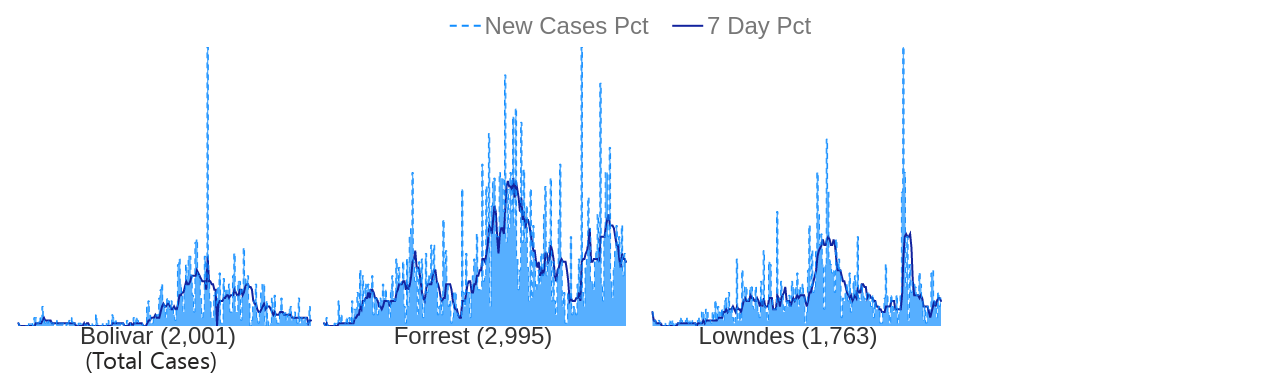 New Cases Pct 7 Day Pct
Bolivar (2,001) Forrest (2,995) Lowndes (1,763)
(Total Cases)